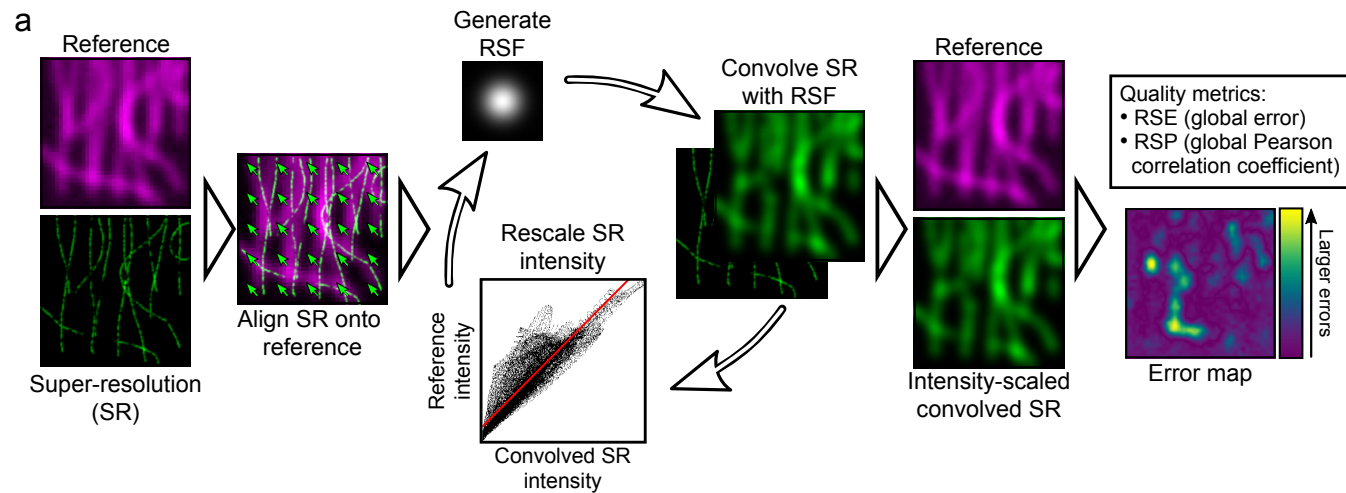 a
Reference
Super-resolution
(SR)
Align SR onto
reference
Generate
RSF
Rescale SR
intensity
Reference
intensity
Convolved SR
intensity
Convolve SR
with RSF
Reference
Intensity-scaled
convolved SR
Quality metrics:
• RSE (global error)
• RSP (global Pearson
correlation coefficient)
Larger errors
Error map